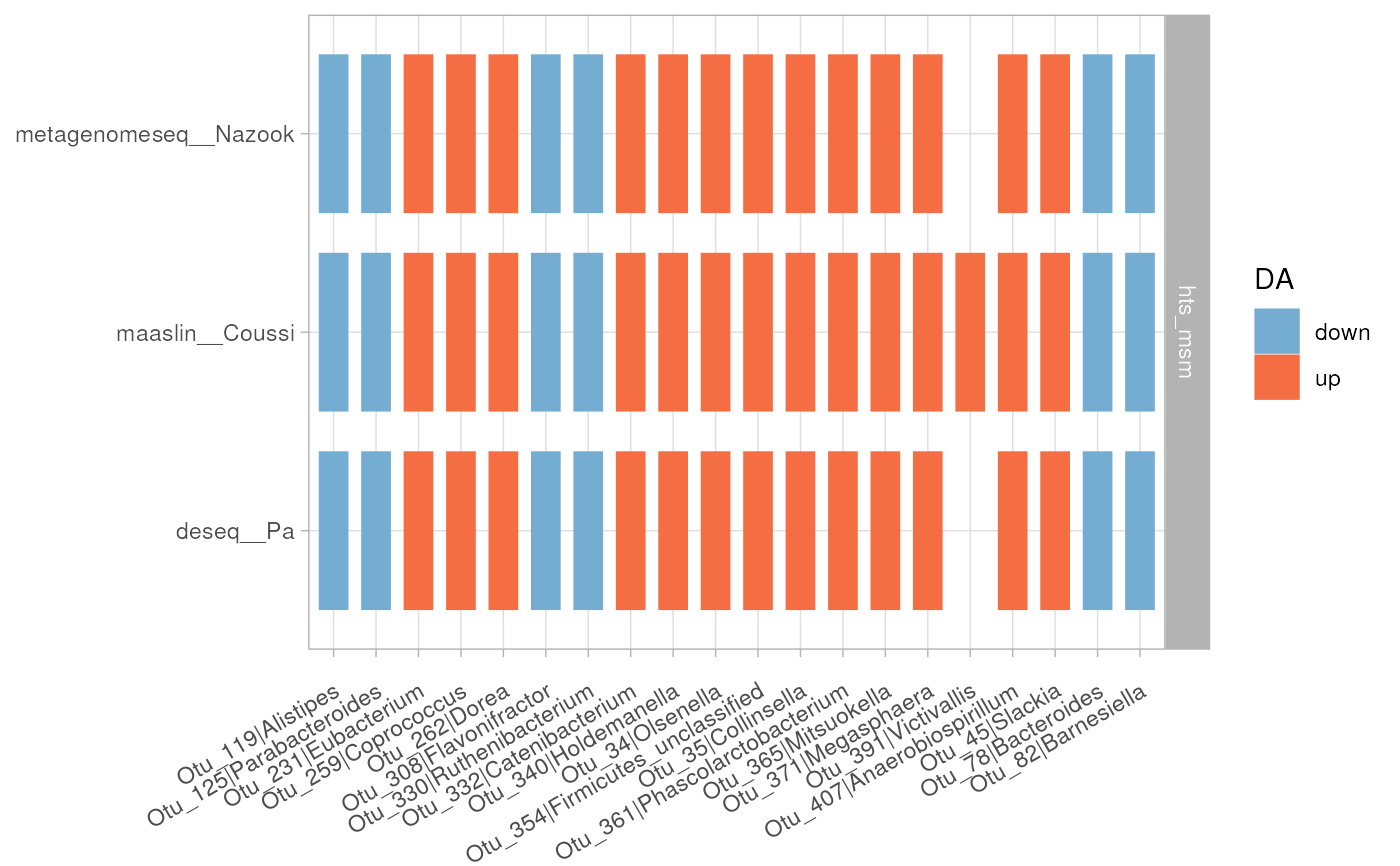 metagenomeseq__Nazook
maaslin__Coussi
deseq__Pa
hts_msm
DA
down
up
Otu_119|Alistipes
Otu_125|Parabacteroides
Otu_231|Eubacterium
Otu_259|Coprococcus
Otu_262|Dorea
Otu_308|Flavonifractor
Otu_330|Ruthenibacterium
Otu_332|Catenibacterium
Otu_340|Holdemanella
Otu_34|Olsenella
Otu_354|Firmicutes_unclassified
Otu_35|Collinsella
Otu_361|Phascolarctobacterium
Otu_365|Mitsuokella
Otu_371|Megasphaera
Otu_391|Victivallis
Otu_407|Anaerobiospirillum
Otu_45|Slackia
Otu_78|Bacteroides
Otu_82|Barnesiella